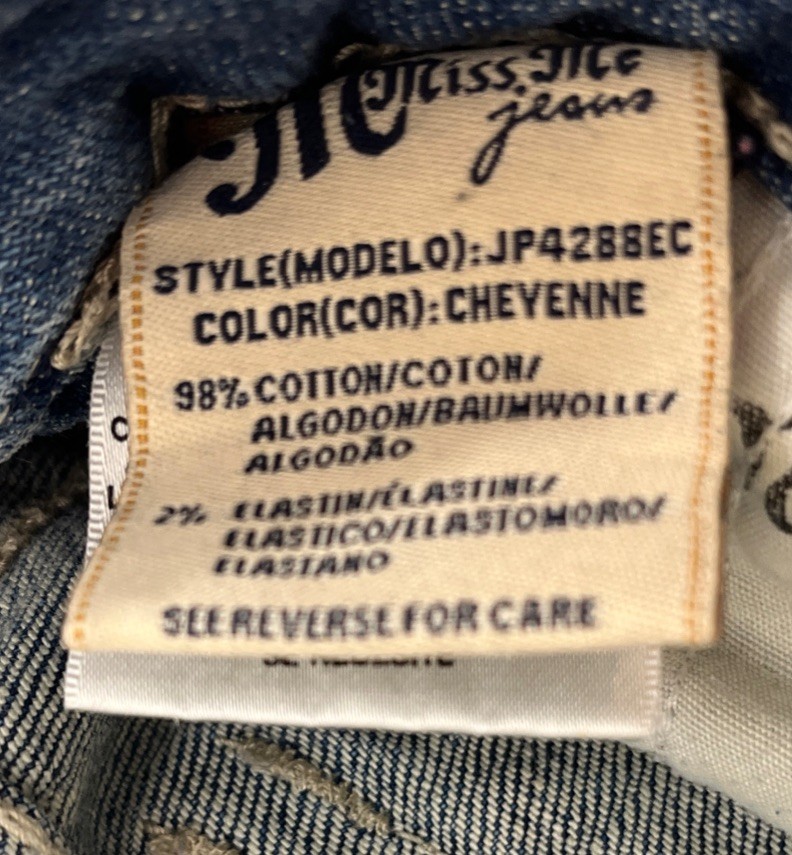 M Miss Me
jeans
STYLE(MODELO):JP4288EC
COLOR(COR):CHEYENNE
98% COTTON/COTON/
ALGODON/BAUMWOLLE/
ALGODÃO
2% ELASTIN/ÉLASTINE/
ELASTICO/ELASTOMORO/
ELASTANO
SEE REVERSE FOR CARE